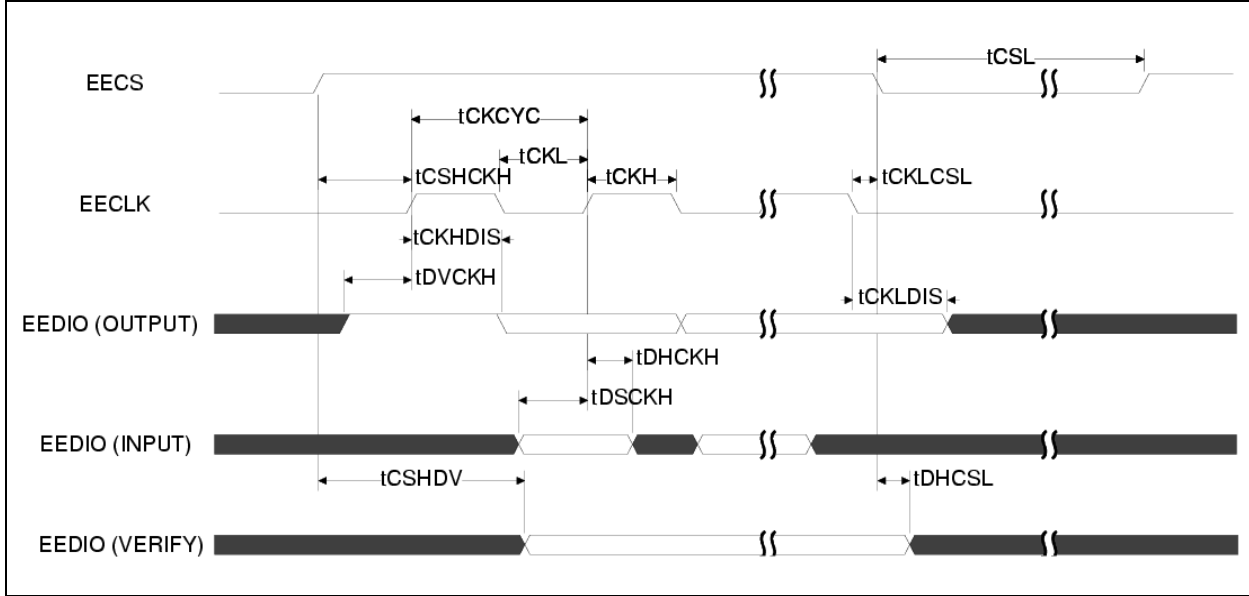 tCSL
EECS
tCKCYC
tCKL
tCSHCKH
tCKH
tCKLCSL
EECLK
tCKHDIS
tDVCKH
tCKLDIS
EEDIO (OUTPUT)
tDHCKH
tDSCKH
EEDIO (INPUT)
tCSHDV
tDHCSL
EEDIO (VERIFY)